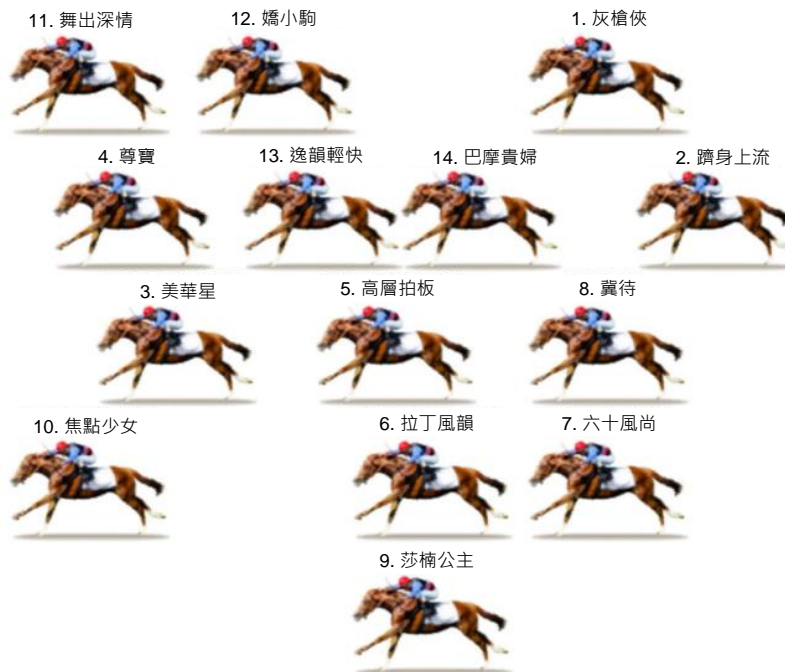 11. 舞出深情
12. 嬌小駒
1. 灰槍俠
4. 尊寶
13. 逸韻輕快
14. 巴摩貴婦
2. 躋身上流
3. 美華星
5. 高層拍板
8. 冀待
10. 焦點少女
6. 拉丁風韻
7. 六十風尚
9. 莎楠公主